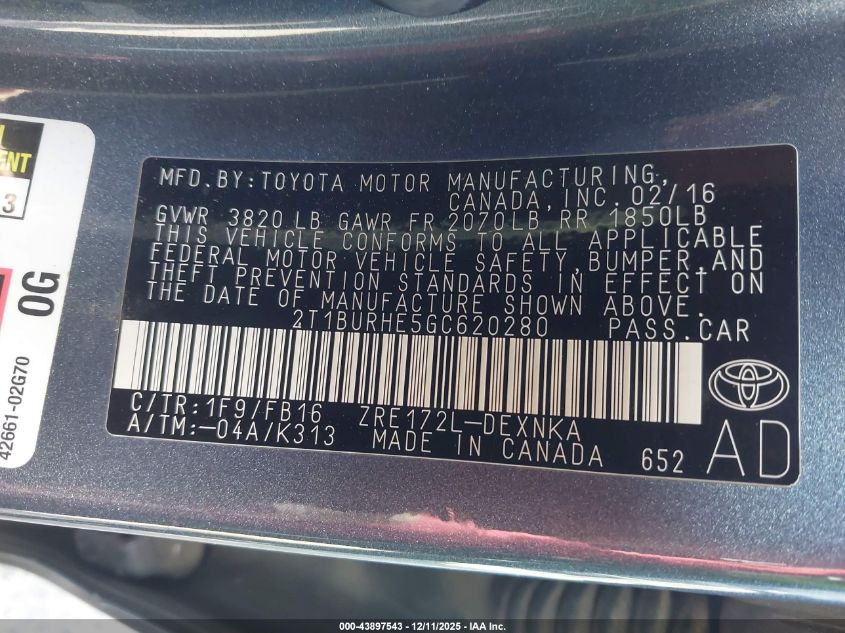 MFD.BY:TOYOTA MOTOR MANUFACTURING,
CANADA, INC. 02/16
GVWR 3820 LB GAWR FR 2070LB RR 1850LB
THIS VEHICLE CONFORMS TO ALL APPLICABLE
FEDERAL MOTOR VEHICLE SAFETY,BUMPER,AND
THEFT PREVENTION STANDARDS IN EFFECT ON
THE DATE OF MANUFACTURE SHOWN ABOVE.
2T1BURHE5GC620280 PASS.CAR
C/TR:1F9/FB16 ZRE172L-DEXNKA
A/TM:-04A/K313 MADE IN CANADA 652 AD
3
0G
42661-02G70
000-43897543 - 12/11/2025 - IAA Inc.